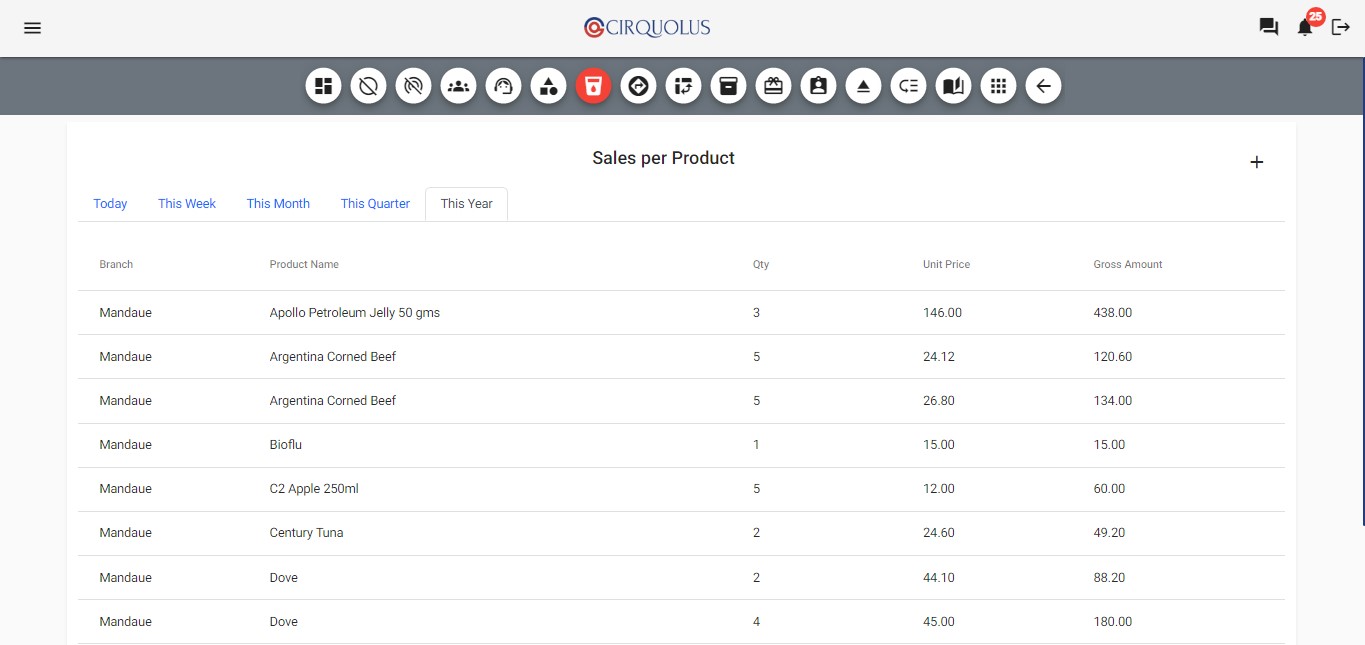 CIRQUOLUS
25
Sales per Product
Today This Week This Month This Quarter This Year
Branch Product Name Qty Unit Price Gross Amount
Mandaue Apollo Petroleum Jelly 50 gms 3 146.00 438.00
Mandaue Argentina Corned Beef 5 24.12 120.60
Mandaue Argentina Corned Beef 5 26.80 134.00
Mandaue Bioflu 1 15.00 15.00
Mandaue C2 Apple 250ml 5 12.00 60.00
Mandaue Century Tuna 2 24.60 49.20
Mandaue Dove 2 44.10 88.20
Mandaue Dove 4 45.00 180.00